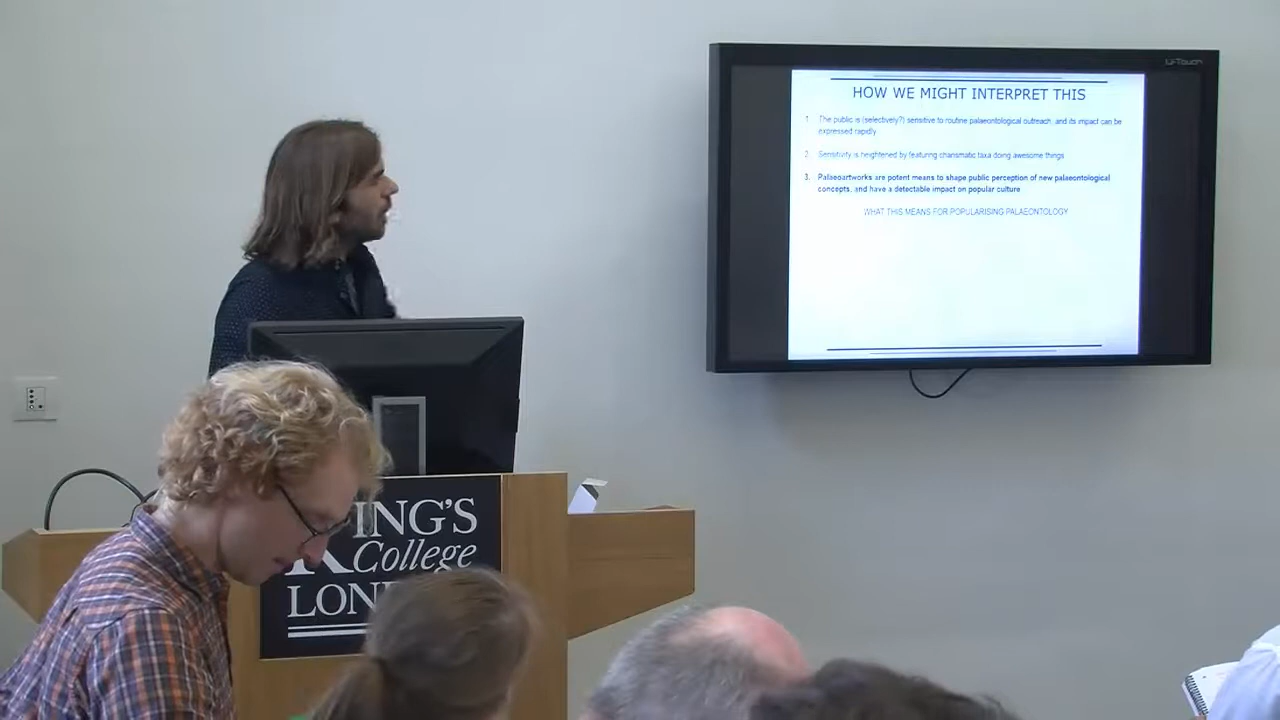 U-Touch
HOW WE MIGHT INTERPRET THIS
1. The public is (selectively?) sensitive to routine palaeontological outreach, and its impact can be
expressed rapidly
2. Sensitivity is heightened by featuring charismatic taxa doing awesome things
3. Palaeoartworks are potent means to shape public perception of new palaeontological
concepts, and have a detectable impact on popular culture
WHAT THIS MEANS FOR POPULARISING PALAEONTOLOGY
KING'S
College
LON